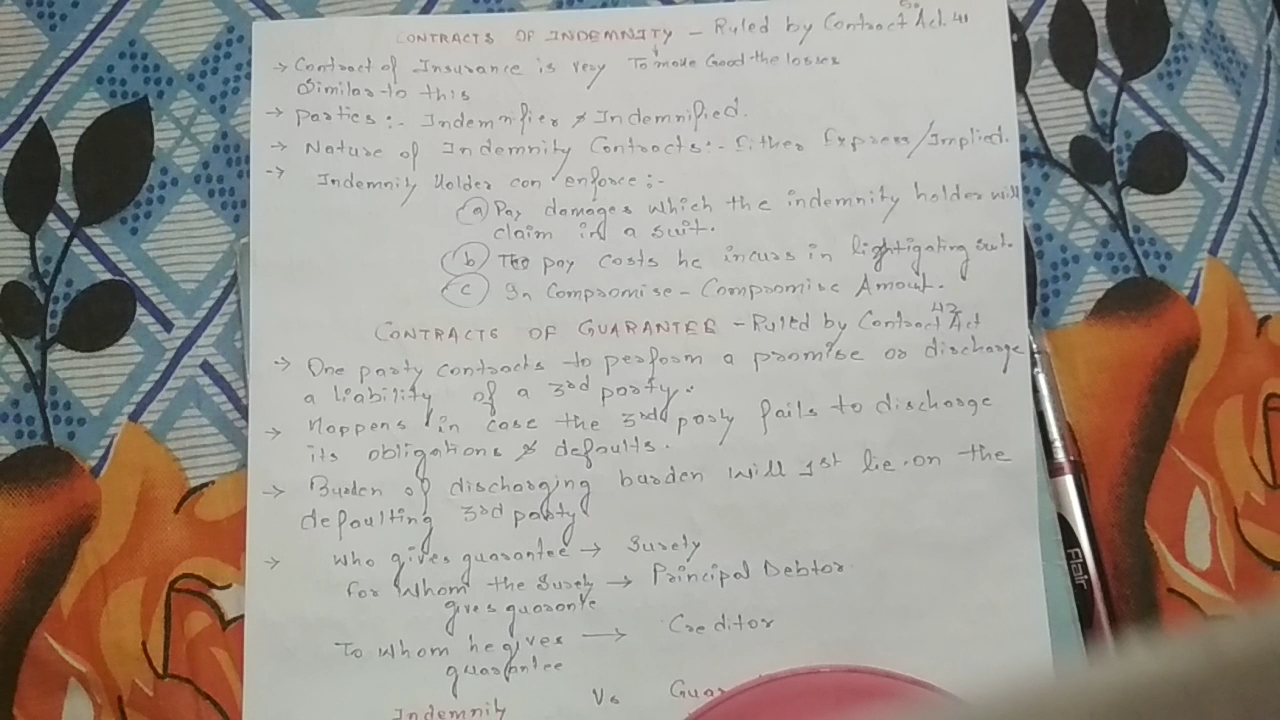 CONTRACTS OF INDEMNITY - Ruled by Contract Act. 41
→ Contract of Insurance is very To make Good the losses
Similar to this
→ Parties:- Indemnifier & Indemnified.
→ Nature of Indemnity Contracts:- Either Express/Implied.
→ Indemnity Holder can enforce:-
(a) Pay damages which the indemnity holder will
claim in a suit.
(b) To pay costs he incurs in lightigating suit.
(c) In Compromise - Compromise Amount.
42
CONTRACTS OF GUARANTEE - Ruled by Contract Act
→ One party contracts to perform a promise or discharge
a liability of a 3rd party.
→ Happens in case the 3rd party fails to discharge
its obligations & defaults.
→ Burden of discharging burden will 1st lie on the
defaulting 3rd party
→ Who gives guarantee → Surety
For Whom the Surety → Principal Debtor
gives guarante
To whom he gives → Creditor
guarantee
Indemnity Vs Guar
Flair